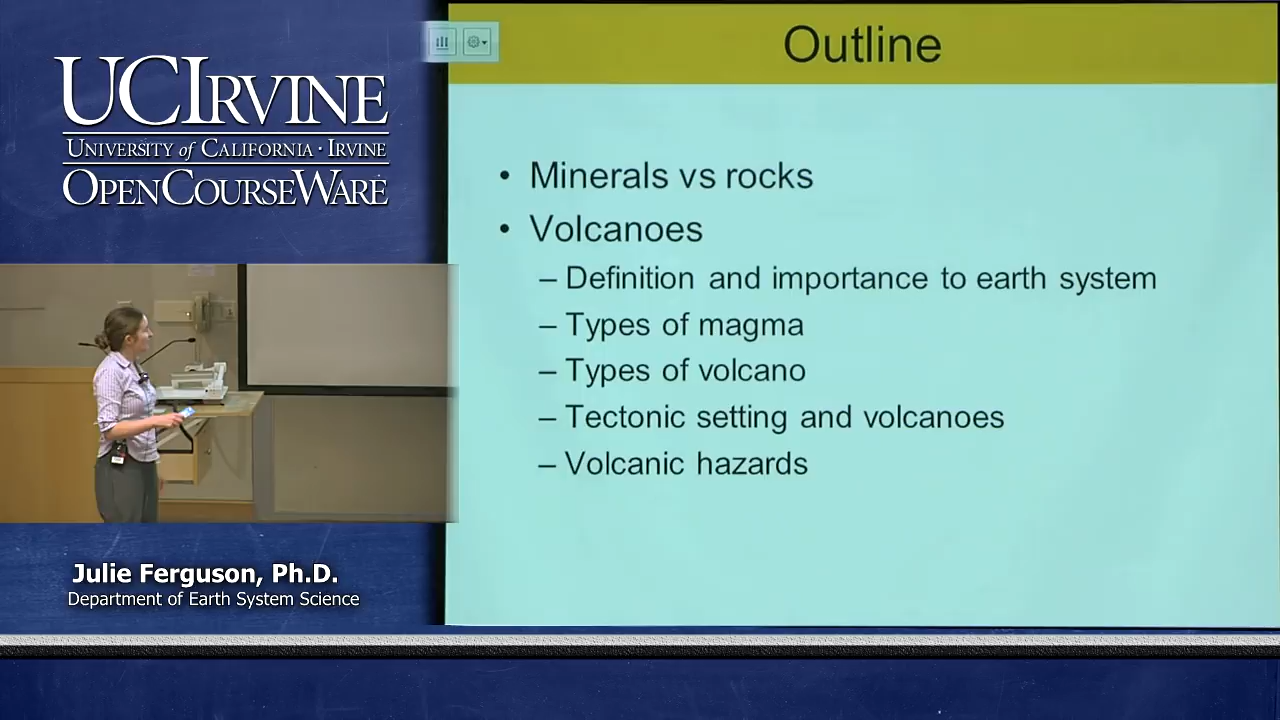 UCIRVINE
UNIVERSITY of CALIFORNIA · IRVINE
OPENCOURSEWARE
Outline
• Minerals vs rocks
• Volcanoes
– Definition and importance to earth system
– Types of magma
– Types of volcano
– Tectonic setting and volcanoes
– Volcanic hazards
Julie Ferguson, Ph.D.
Department of Earth System Science